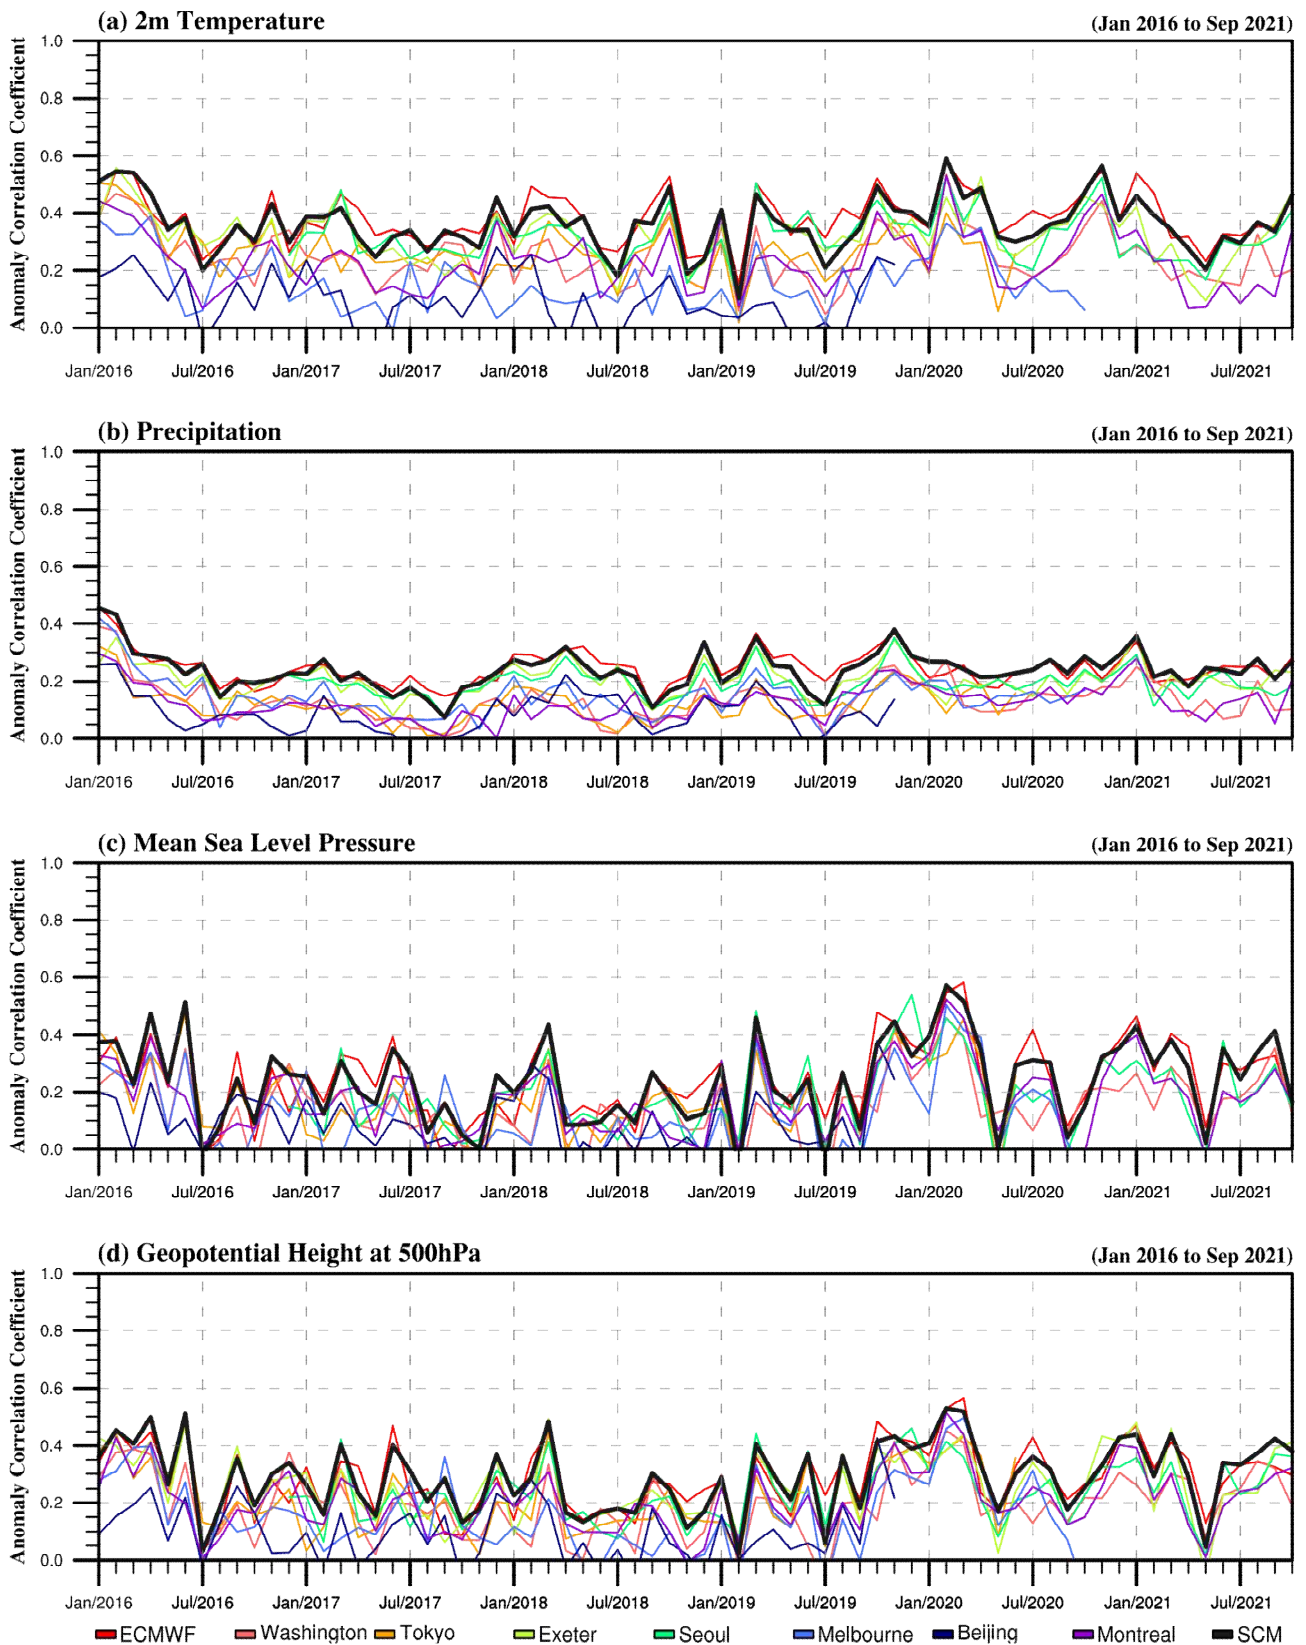 (a) 2m Temperature (Jan 2016 to Sep 2021)
Anomaly Correlation Coefficient
1.0
0.8
0.6
0.4
0.2
0.0
Jan/2016 Jul/2016 Jan/2017 Jul/2017 Jan/2018 Jul/2018 Jan/2019 Jul/2019 Jan/2020 Jul/2020 Jan/2021 Jul/2021
(b) Precipitation (Jan 2016 to Sep 2021)
Anomaly Correlation Coefficient
1.0
0.8
0.6
0.4
0.2
0.0
Jan/2016 Jul/2016 Jan/2017 Jul/2017 Jan/2018 Jul/2018 Jan/2019 Jul/2019 Jan/2020 Jul/2020 Jan/2021 Jul/2021
(c) Mean Sea Level Pressure (Jan 2016 to Sep 2021)
Anomaly Correlation Coefficient
1.0
0.8
0.6
0.4
0.2
0.0
Jan/2016 Jul/2016 Jan/2017 Jul/2017 Jan/2018 Jul/2018 Jan/2019 Jul/2019 Jan/2020 Jul/2020 Jan/2021 Jul/2021
(d) Geopotential Height at 500hPa (Jan 2016 to Sep 2021)
Anomaly Correlation Coefficient
1.0
0.8
0.6
0.4
0.2
0.0
Jan/2016 Jul/2016 Jan/2017 Jul/2017 Jan/2018 Jul/2018 Jan/2019 Jul/2019 Jan/2020 Jul/2020 Jan/2021 Jul/2021
ECMWF Washington Tokyo Exeter Seoul Melbourne Beijing Montreal SCM